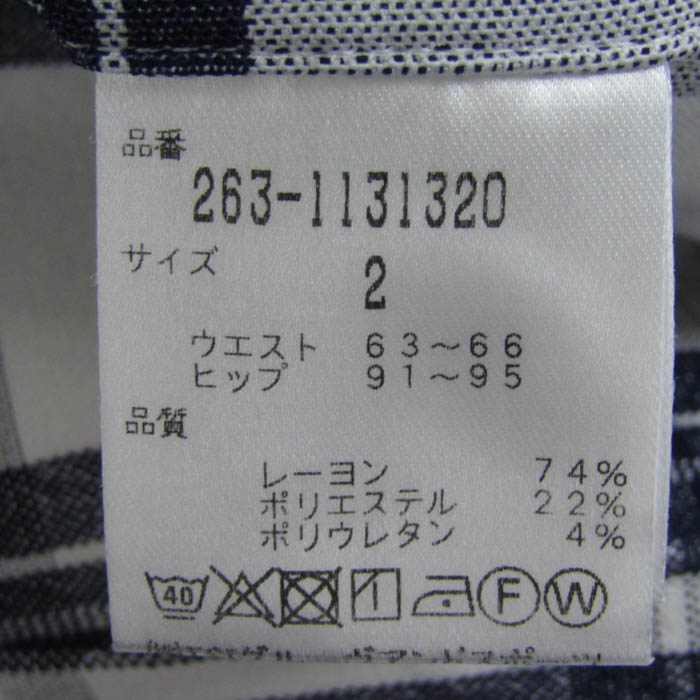 品番
263-1131320
サイズ
2
ウエスト 63～66
ヒップ 91～95
品質
レーヨン 74%
ポリエステル 22%
ポリウレタン 4%
40 F W